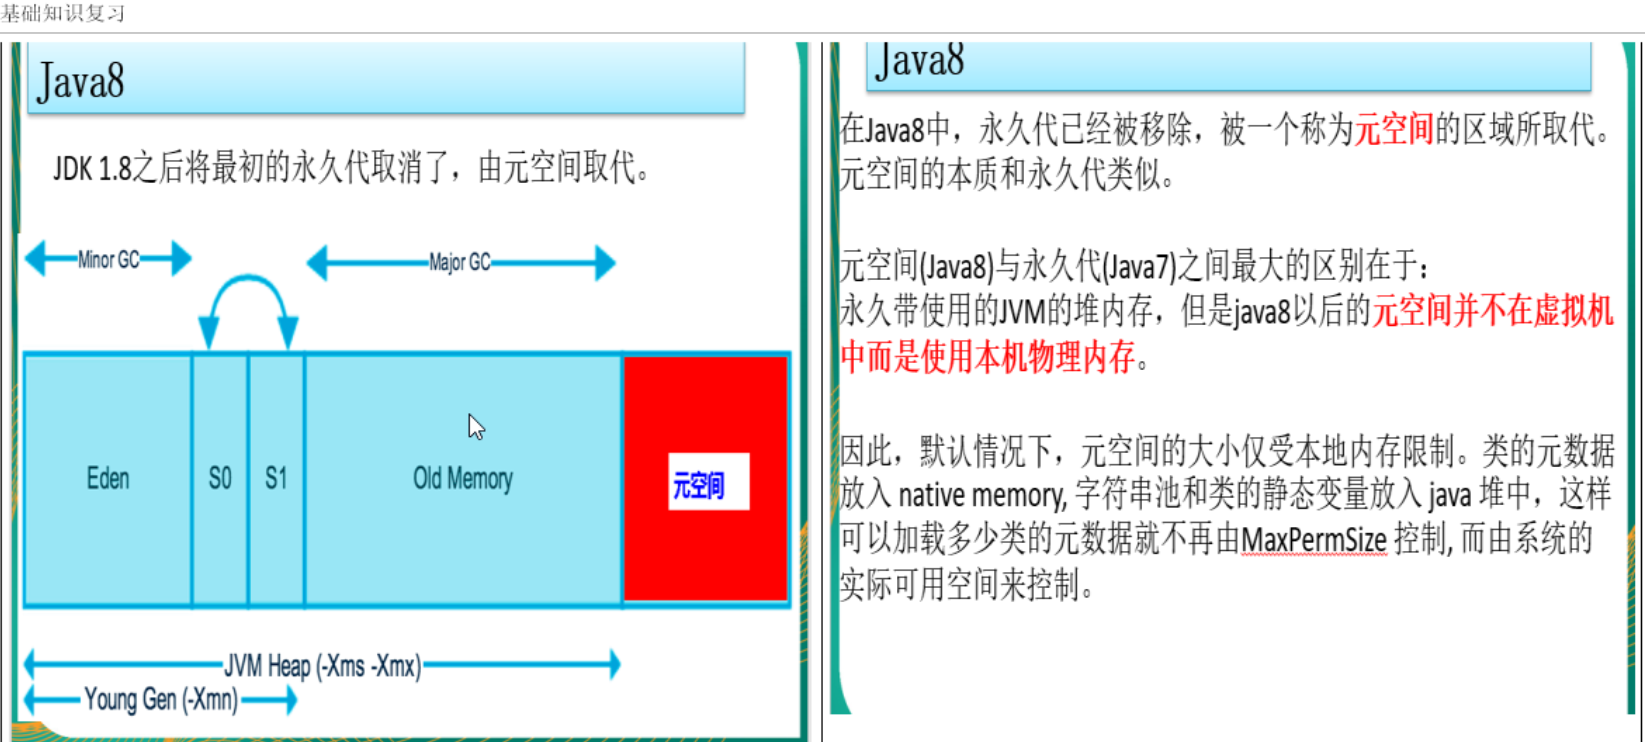 基础知识复习
Java8
JDK 1.8之后将最初的永久代取消了，由元空间取代。
Minor GC
Major GC
Eden
S0
S1
Old Memory
元空间
JVM Heap (-Xms -Xmx)
Young Gen (-Xmn)
Java8
在Java8中，永久代已经被移除，被一个称为元空间的区域所取代。
元空间的本质和永久代类似。
元空间(Java8)与永久代(Java7)之间最大的区别在于：
永久带使用的JVM的堆内存，但是java8以后的元空间并不在虚拟机
中而是使用本机物理内存。
因此，默认情况下，元空间的大小仅受本地内存限制。类的元数据
放入 native memory, 字符串池和类的静态变量放入 java 堆中，这样
可以加载多少类的元数据就不再由MaxPermSize 控制, 而由系统的
实际可用空间来控制。